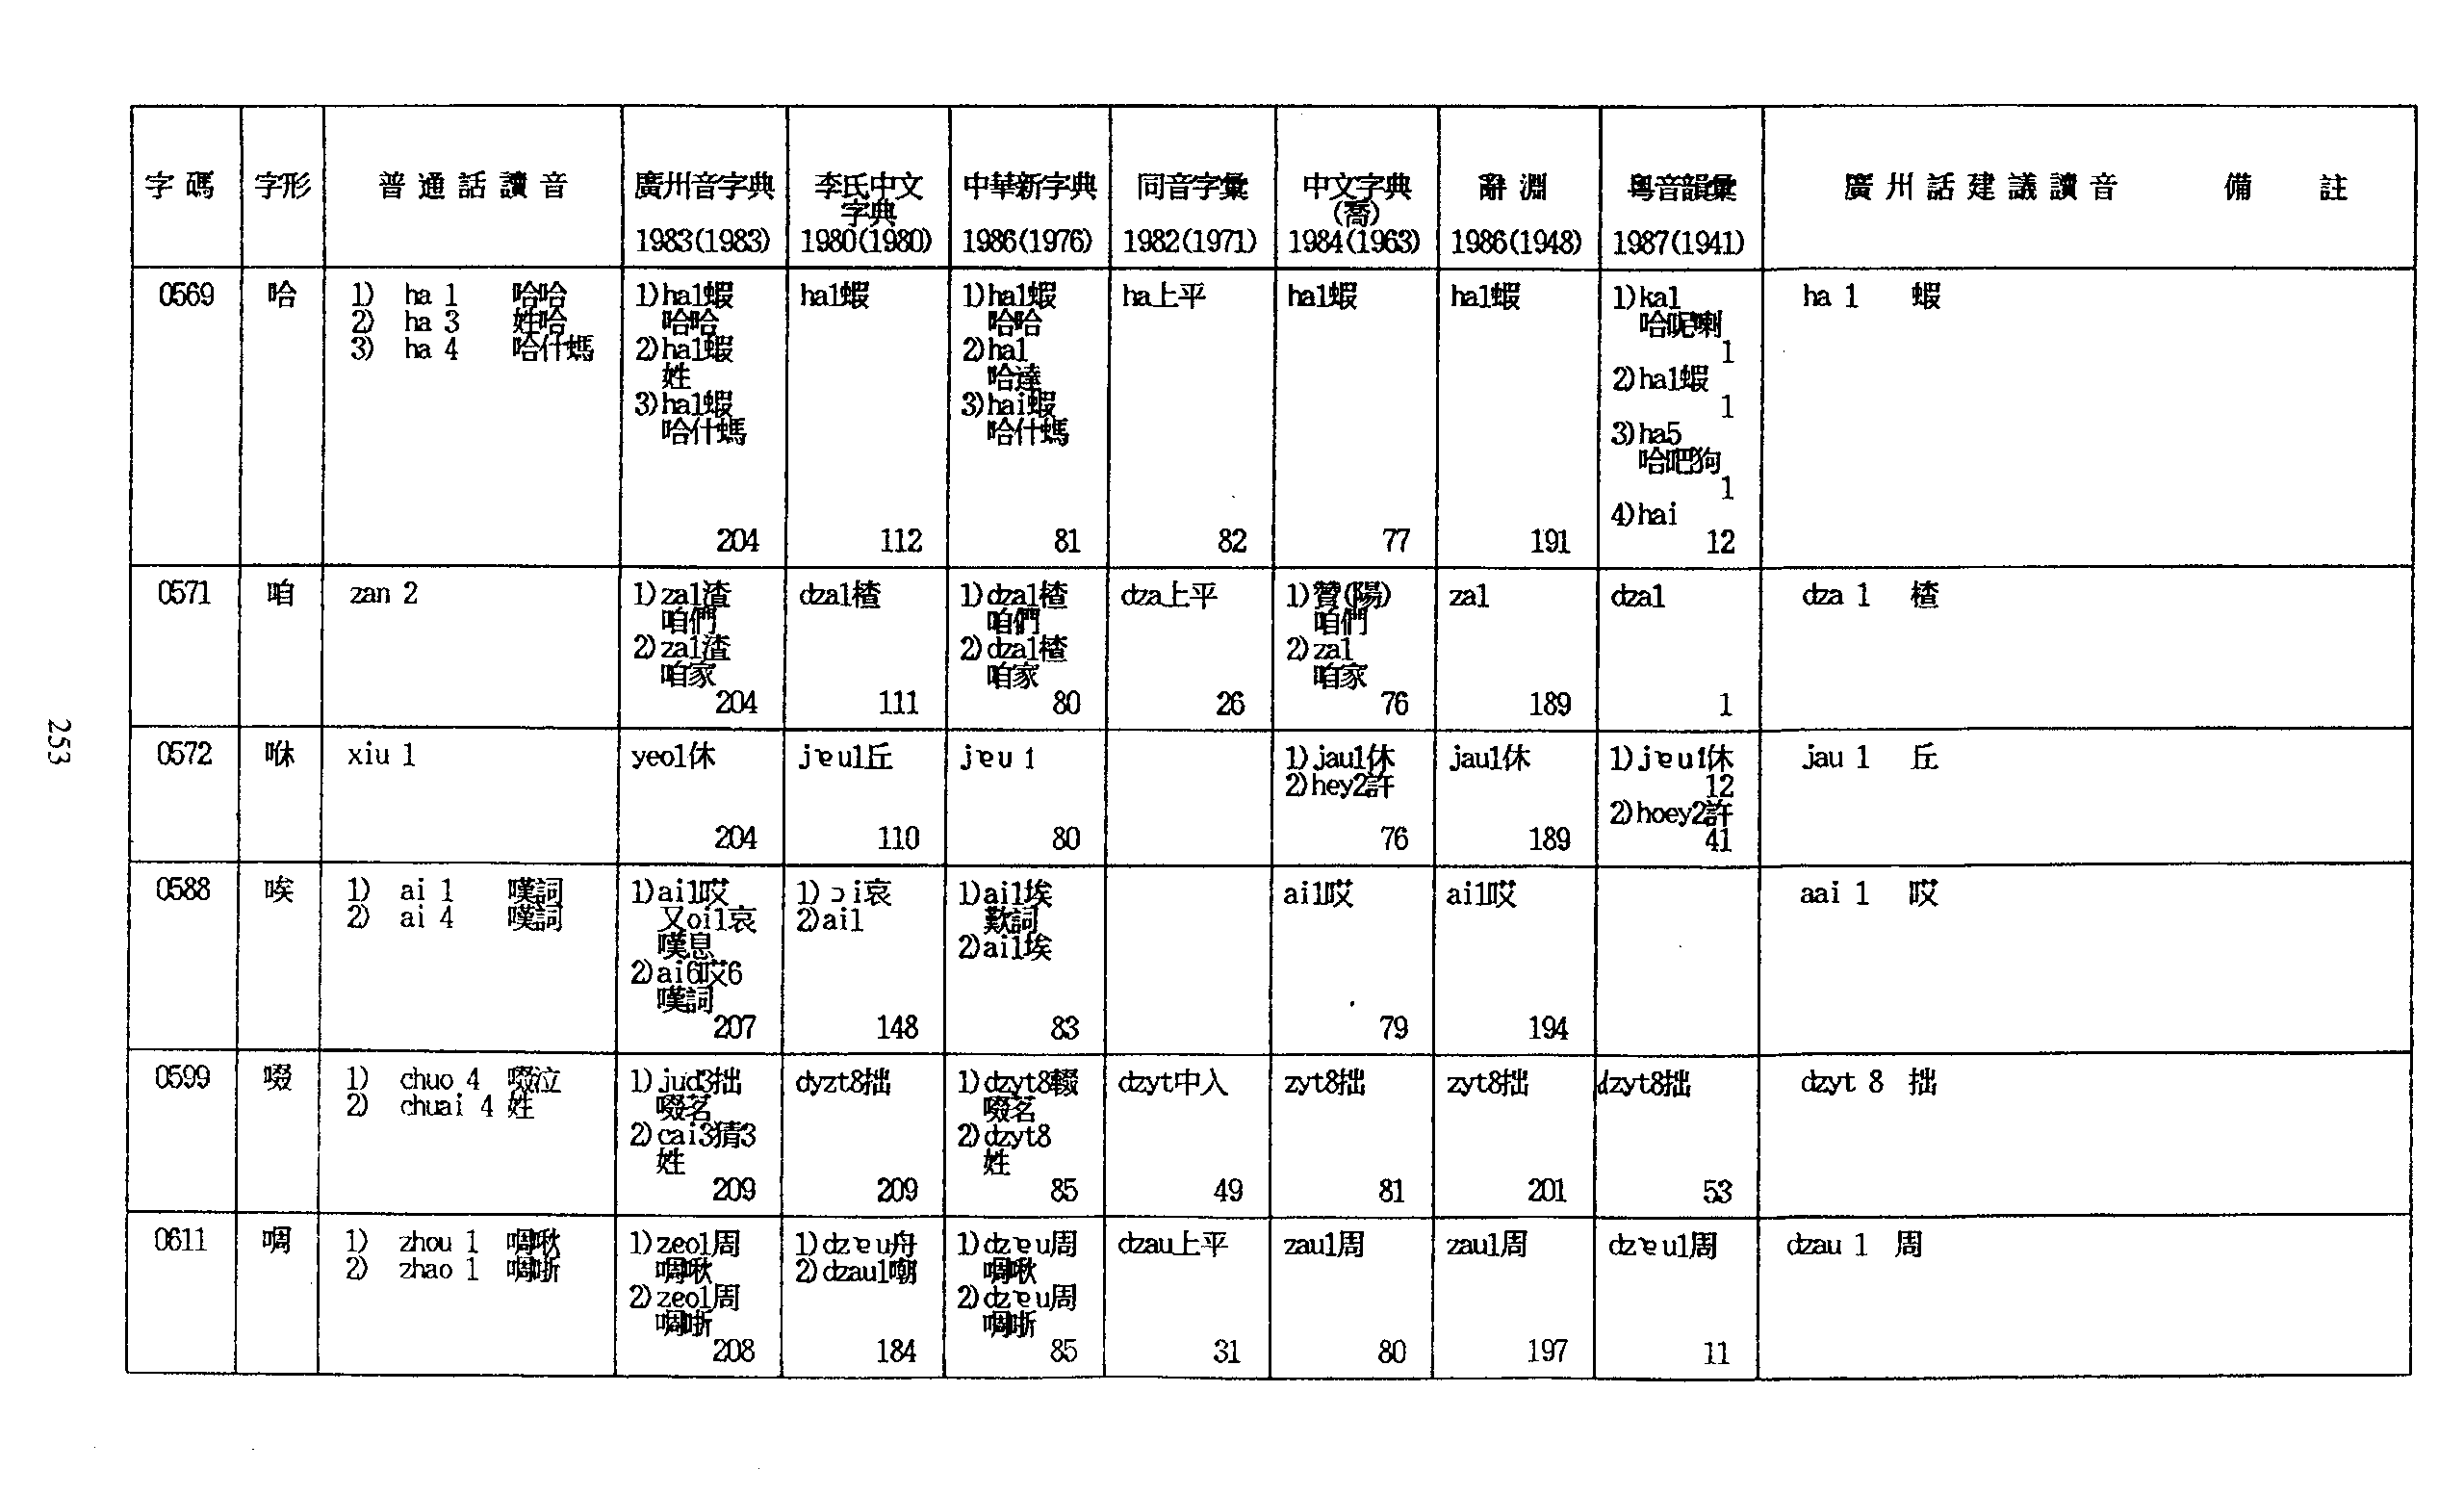 字碼 字形 普通話讀音 廣州音字典 李氏中文 中華新字典 同音字彙 中文字典 辭淵 粵音韻彙 廣州話建議讀音 備註
字典 (喬)
1983(1983) 1980(1980) 1986(1976) 1982(1971) 1984(1963) 1986(1948) 1987(1941)
0569 哈 1) ha 1 哈哈 1)ha1蝦 ha1蝦 1)ha1蝦 ha上平 ha1蝦 ha1蝦 1)ka1 ha 1 蝦
2) ha 3 姓哈 哈哈 哈哈 哈呢喇
3) ha 4 哈什螞 2)ha1蝦 2)ha1 1
姓 哈達 2)ha1蝦
3)ha1蝦 3)hai蝦 1
哈什螞 哈什螞 3)ha5
哈吧狗
1
4)hai
204 112 81 82 77 191 12
0571 咱 zan 2 1)za1渣 dza1楂 1)dza1楂 dza上平 1)贊(陽) za1 dza1 dza 1 楂
咱們 咱們 咱們
2)za1渣 2)dza1楂 2)za1
咱家 咱家 咱家
204 111 80 26 76 189 1
0572 咻 xiu 1 yeo1休 jɐu1丘 jɐu 1 1)jau1休 jau1休 1)jɐu1休 jau 1 丘
2)hey2許 12
2)hoey2許
204 110 80 76 189 41
0588 唉 1) ai 1 嘆詞 1)ai1哎 1)ɔi哀 1)ai1埃 ai1哎 ai1哎 aai 1 哎
2) ai 4 嘆詞 又oi1哀 2)ai1 歎詞
嘆息 2)ai1埃
2)ai6哎6
嘆詞
207 148 83 79 194
0599 啜 1) chuo 4 啜泣 1)jud3拙 dyzt8拙 1)dzyt8輟 dzyt中入 zyt8拙 zyt8拙 dzyt8拙 dzyt 8 拙
2) chuai 4 姓 啜茗 啜茗
2)cai3猜3 2)dzyt8
姓 姓
209 209 85 49 81 201 53
0611 啁 1) zhou 1 啁啾 1)zeo1周 1)dzɐu舟 1)dzɐu周 dzau上平 zau1周 zau1周 dzɐu1周 dzau 1 周
2) zhao 1 啁哳 啁啾 2)dzau1嘲 啁啾
2)zeo1周 2)dzɐu周
啁哳 啁哳
208 184 85 31 80 197 11
253